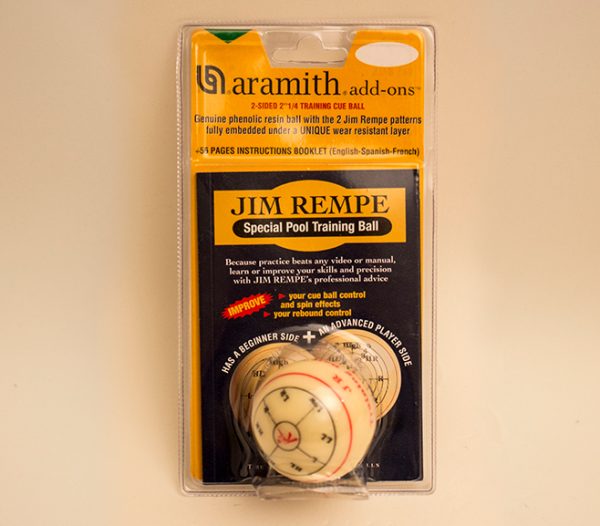 aramith® add-ons™
2-SIDED 2"1/4 TRAINING CUE BALL
Genuine phenolic resin ball with the 2 Jim Rempe patterns
fully embedded under a UNIQUE wear resistant layer
+56 PAGES INSTRUCTIONS BOOKLET (English-Spanish-French)
JIM REMPE
Special Pool Training Ball
Because practice beats any video or manual,
learn or improve your skills and precision
with JIM REMPE's professional advice
IMPROVE
your cue ball control
and spin effects
your rebound control
HAS A BEGINNER SIDE + AN ADVANCED PLAYER SIDE